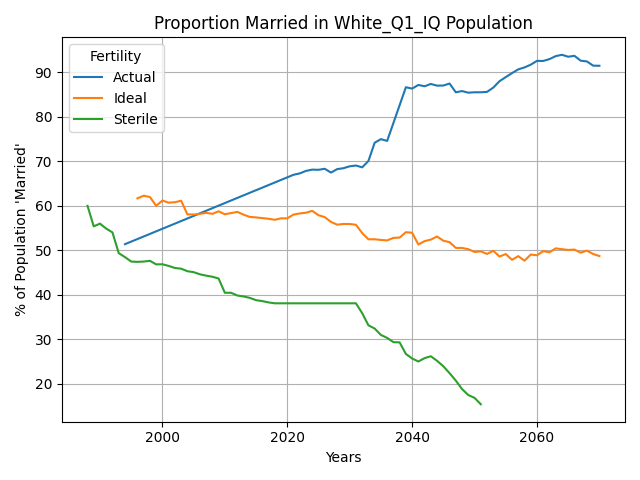 Proportion Married in White_Q1_IQ Population
Fertility
Actual
Ideal
Sterile
% of Population 'Married'
90
80
70
60
50
40
30
20
2000
2020
2040
2060
Years